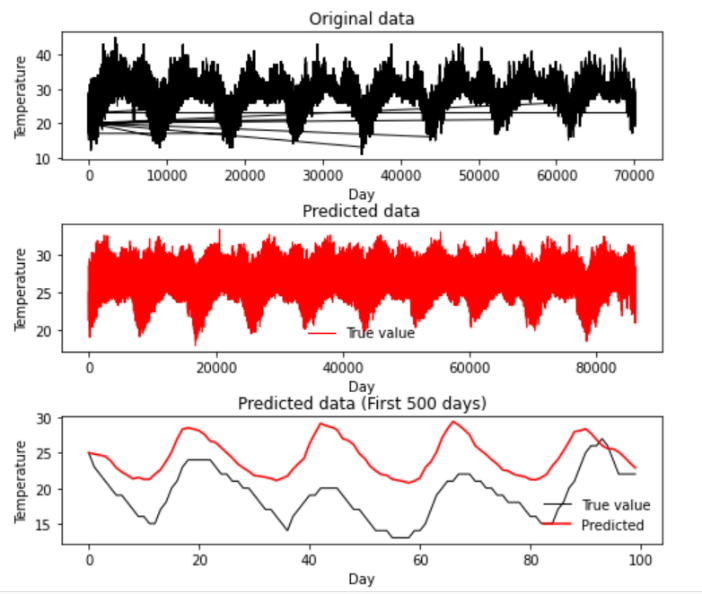 Original data
Temperature
40
30
20
10
0 10000 20000 30000 40000 50000 60000 70000
Day
Predicted data
Temperature
30
25
20
True value
0 20000 40000 60000 80000
Day
Predicted data (First 500 days)
Temperature
30
25
20
15
True value
Predicted
0 20 40 60 80 100
Day